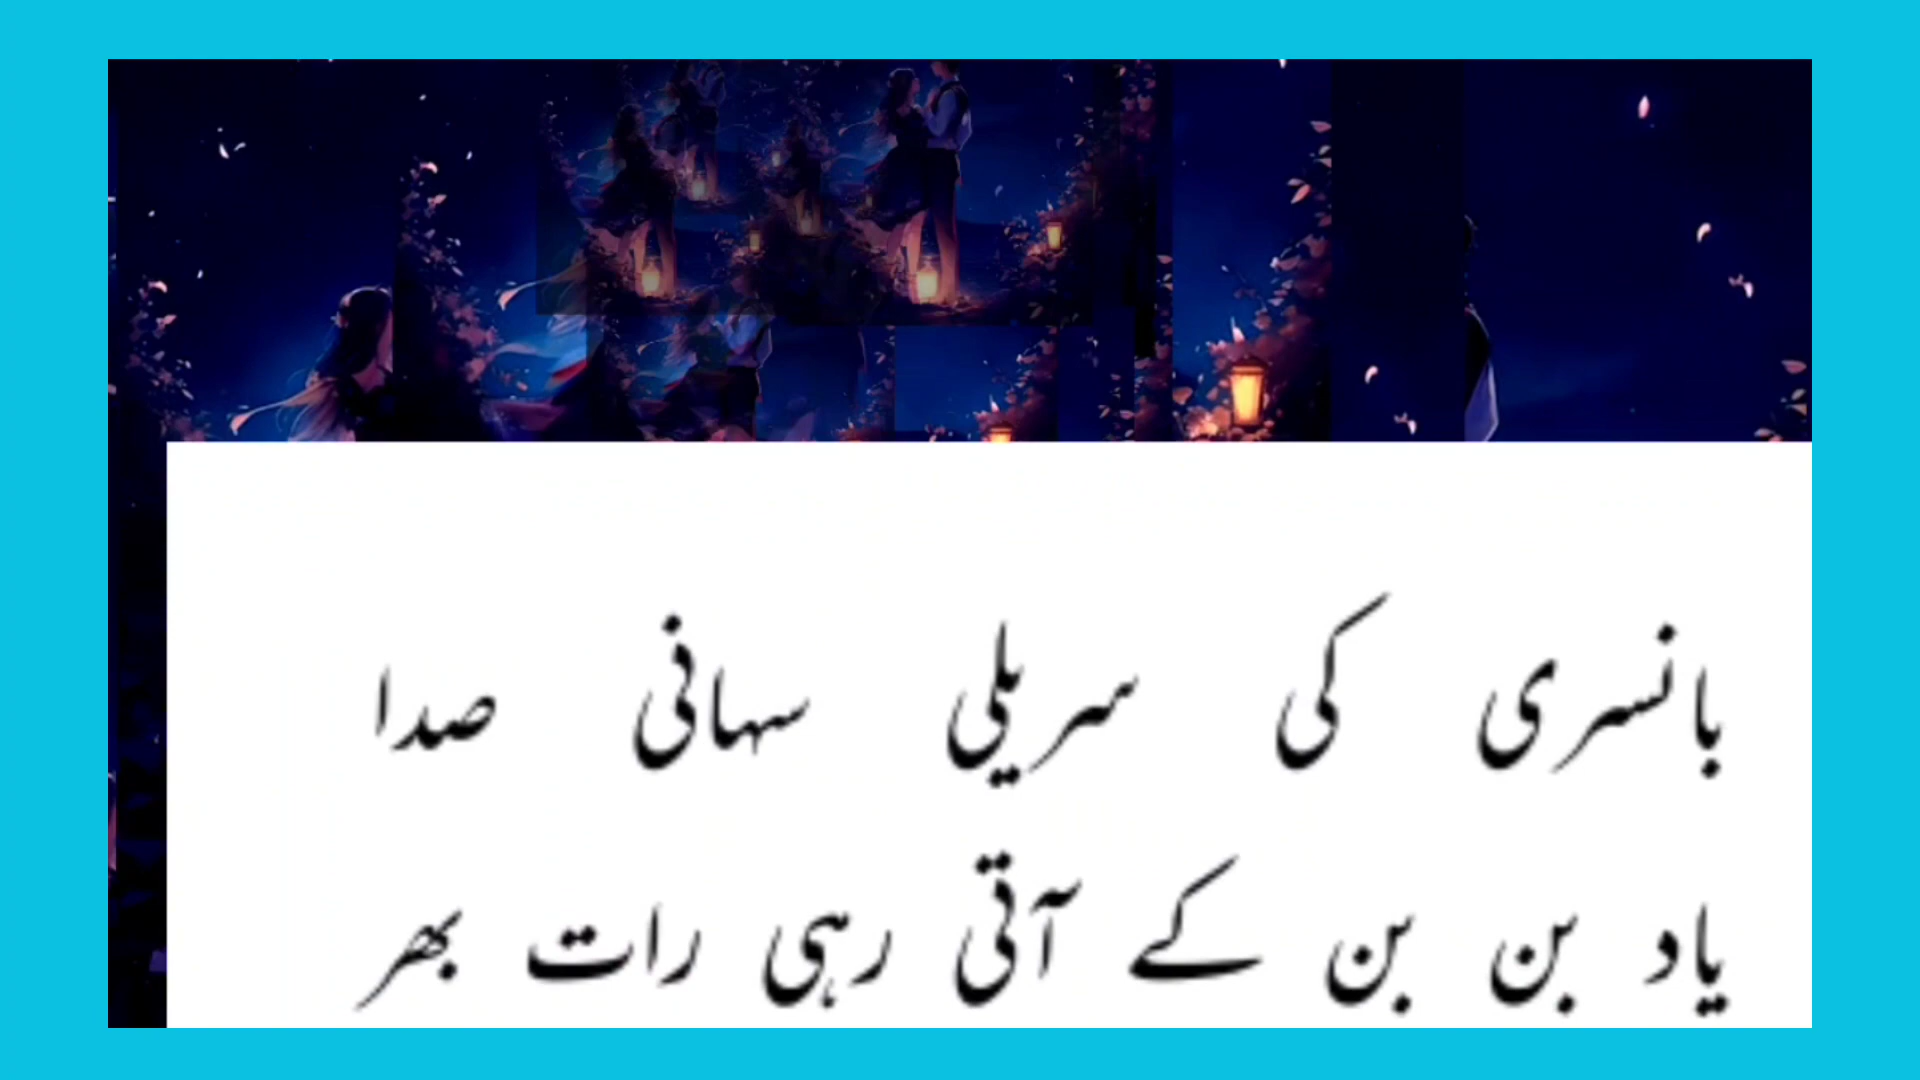 بانسری کی سریلی سہانی صدا
یاد بن بن کے آتی رہی رات بھر